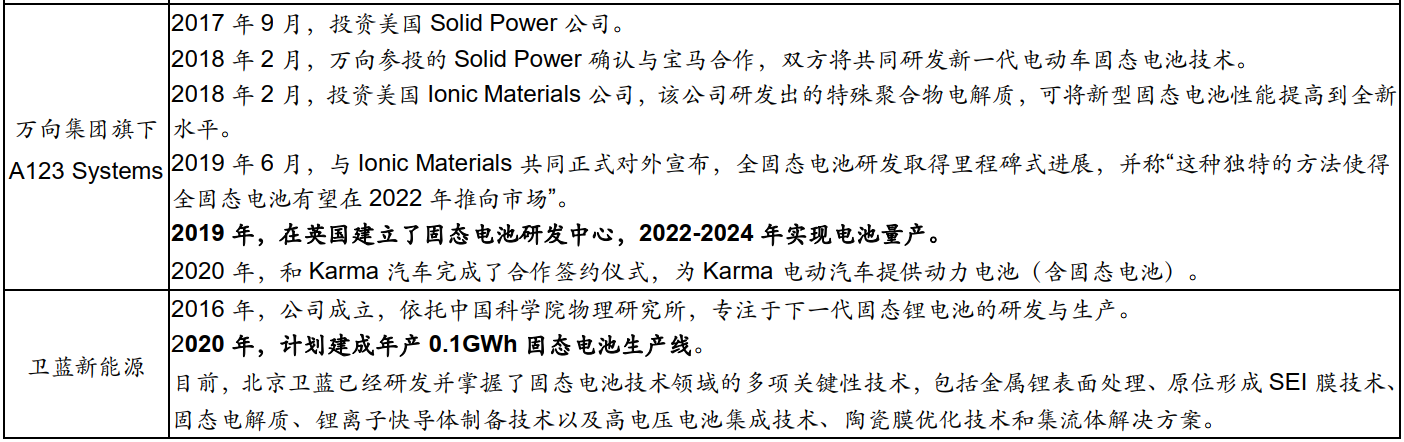 万向集团旗下
A123 Systems
2017 年 9 月，投资美国 Solid Power 公司。
2018 年 2 月，万向参投的 Solid Power 确认与宝马合作，双方将共同研发新一代电动车固态电池技术。
2018 年 2 月，投资美国 Ionic Materials 公司，该公司研发出的特殊聚合物电解质，可将新型固态电池性能提高到全新
水平。
2019 年 6 月，与 Ionic Materials 共同正式对外宣布，全固态电池研发取得里程碑式进展，并称“这种独特的方法使得
全固态电池有望在 2022 年推向市场”。
2019 年，在英国建立了固态电池研发中心，2022-2024 年实现电池量产。
2020 年，和 Karma 汽车完成了合作签约仪式，为 Karma 电动汽车提供动力电池（含固态电池）。
卫蓝新能源
2016 年，公司成立，依托中国科学院物理研究所，专注于下一代固态锂电池的研发与生产。
2020 年，计划建成年产 0.1GWh 固态电池生产线。
目前，北京卫蓝已经研发并掌握了固态电池技术领域的多项关键性技术，包括金属锂表面处理、原位形成 SEI 膜技术、
固态电解质、锂离子快导体制备技术以及高电压电池集成技术、陶瓷膜优化技术和集流体解决方案。